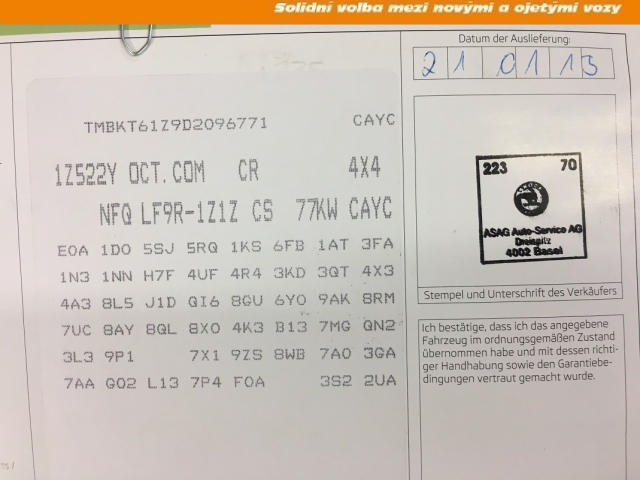 Solidní volba mezi novými a ojetými vozy
Datum der Auslieferung:
21 01 13
TMBKT61Z9D2096771 CAYC
1Z522Y OCT.COM CR 4X4
NFQ LF9R-1Z1Z CS 77KW CAYC
E0A 1D0 5SJ 5RQ 1KS 6FB 1AT 3FA
1N3 1NN H7F 4UF 4R4 3KD 3QT 4X3
4A3 8L5 J1D QI6 8GU 6Y0 9AK 8RM
7UC 8AY 8QL 8X0 4K3 B13 7MG QN2
3L3 9P1 7X1 9ZS 8WB 7A0 3GA
7AA G02 L13 7P4 F0A 3S2 2UA
223 70
ASAG Auto-Service AG
Dreispitz
4002 Basel
Stempel und Unterschrift des Verkäufers
Ich bestätige, dass ich das angegebene
Fahrzeug im ordnungsgemäßen Zustand
übernommen habe und mit dessen richti-
ger Handhabung sowie den Garantiebe-
dingungen vertraut gemacht wurde.